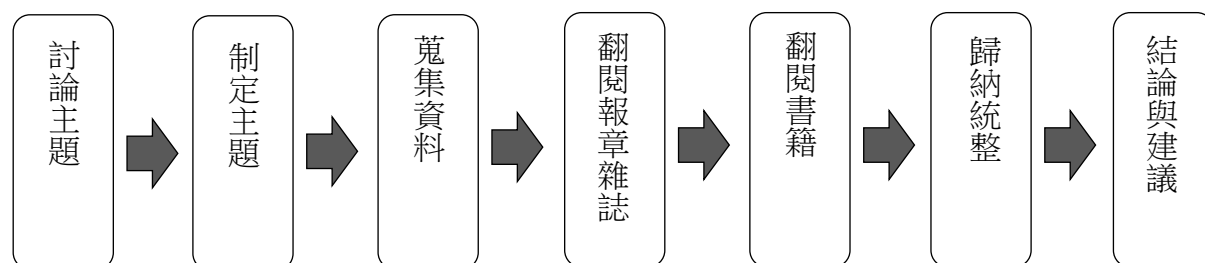 討論主題
制定主題
蒐集資料
翻閱報章雜誌
翻閱書籍
歸納統整
結論與建議